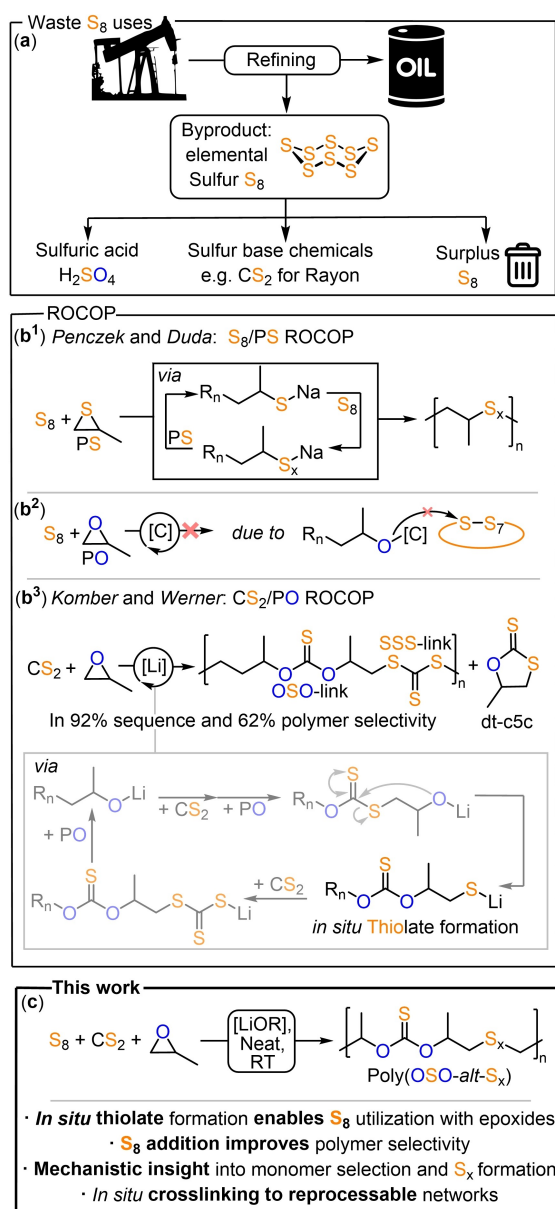 Waste S8 uses
(a)
Refining
OIL
Byproduct:
elemental
Sulfur S8
S S S S S S S S
Sulfuric acid
H2SO4
Sulfur base chemicals
e.g. CS2 for Rayon
Surplus
S8
ROCOP
(b1) Penczek and Duda: S8/PS ROCOP
via
S8 + S PS
Rn S Na
S8
PS
Rn Sx Na
Sx n
(b2)
S8 + O PO
[C]
due to
Rn O [C]
S S7
(b3) Komber and Werner: CS2/PO ROCOP
CS2 + O
[Li]
S
O O
OSO-link
SSS-link
S S
S
n
+
S
O S
dt-c5c
In 92% sequence and 62% polymer selectivity
via
Rn O Li
+ CS2 + PO
S
Rn O S O Li
+ PO
S
Rn O O S S Li
S
+ CS2
S
Rn O O S Li
in situ Thiolate formation
This work
(c)
S8 + CS2 + O
[LiOR],
Neat,
RT
S
O O Sx n
Poly(OSO-alt-Sx)
· In situ thiolate formation enables S8 utilization with epoxides
· S8 addition improves polymer selectivity
· Mechanistic insight into monomer selection and Sx formation
· In situ crosslinking to reprocessable networks